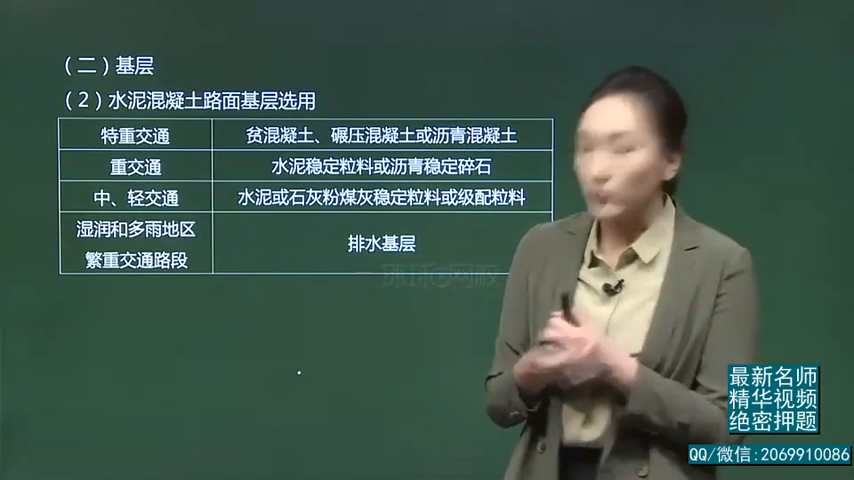 （二）基层
（2）水泥混凝土路面基层选用
特重交通 贫混凝土、碾压混凝土或沥青混凝土
重交通 水泥稳定粒料或沥青稳定碎石
中、轻交通 水泥或石灰粉煤灰稳定粒料或级配粒料
湿润和多雨地区
繁重交通路段 排水基层
环球网校
最新名师
精华视频
绝密押题
QQ/微信:2069910086